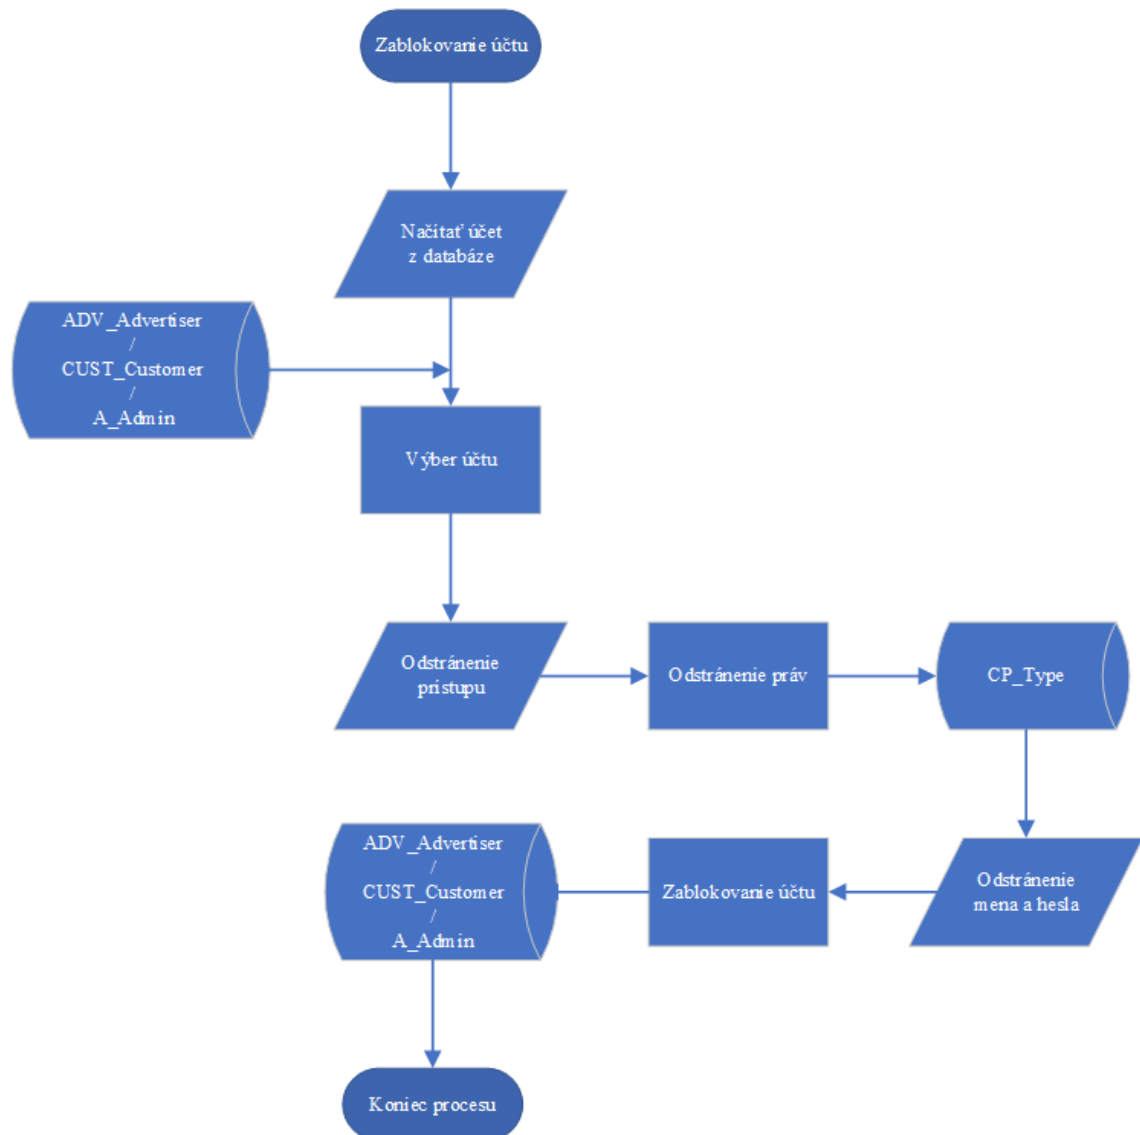 Zablokovanie účtu
Načítať účet
z databáze
ADV_Advertiser
/
CUST_Customer
/
A_Admin
Výber účtu
Odstránenie
prístupu
Odstránenie práv
CP_Type
ADV_Advertiser
/
CUST_Customer
/
A_Admin
Zablokovanie účtu
Odstránenie
mena a hesla
Koniec procesu